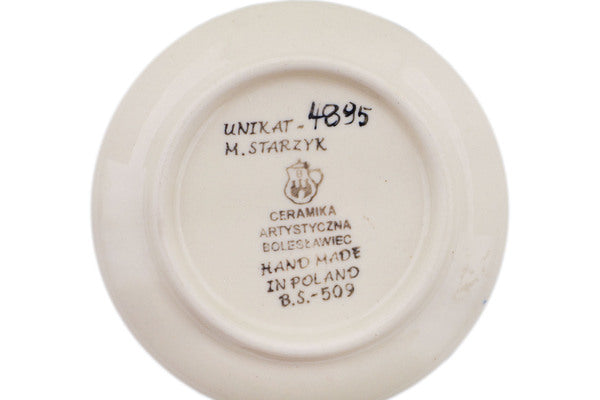 UNIKAT - 4895
M. STARZYK
CERAMIKA
ARTYSTYCZNA
BOLESŁAWIEC
HAND MADE
IN POLAND
B.S.-509